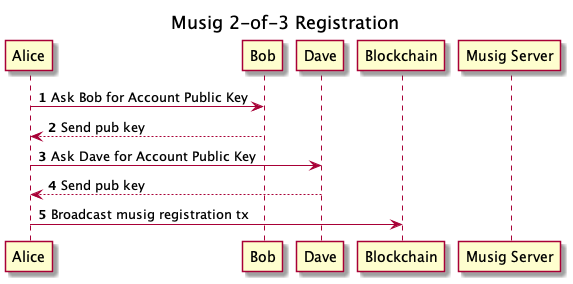 Musig 2-of-3 Registration
Alice Bob Dave Blockchain Musig Server
1 Ask Bob for Account Public Key
2 Send pub key
3 Ask Dave for Account Public Key
4 Send pub key
5 Broadcast musig registration tx
Alice Bob Dave Blockchain Musig Server